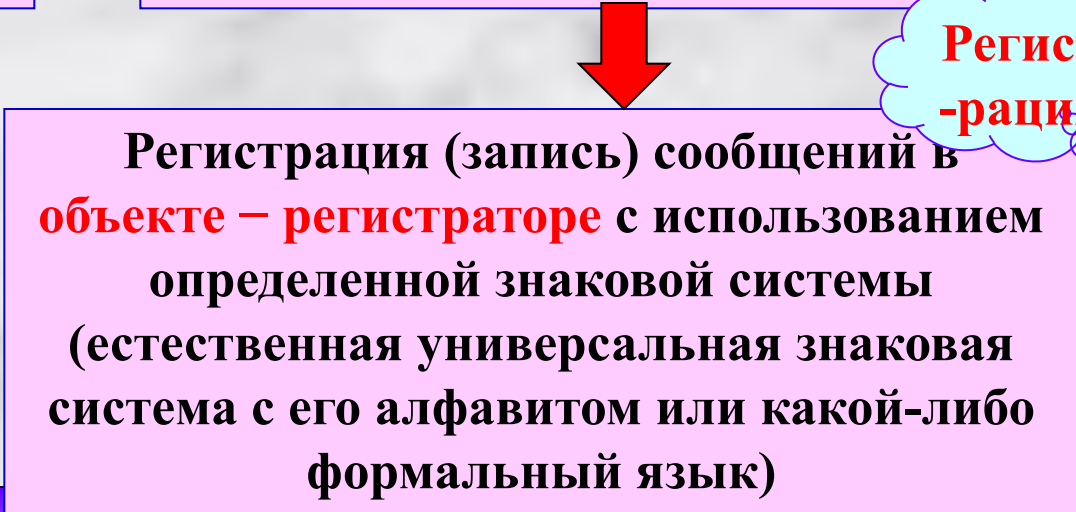 Регис
-раци
Регистрация (запись) сообщений в
объекте – регистраторе с использованием
определенной знаковой системы
(естественная универсальная знаковая
система с его алфавитом или какой-либо
формальный язык)